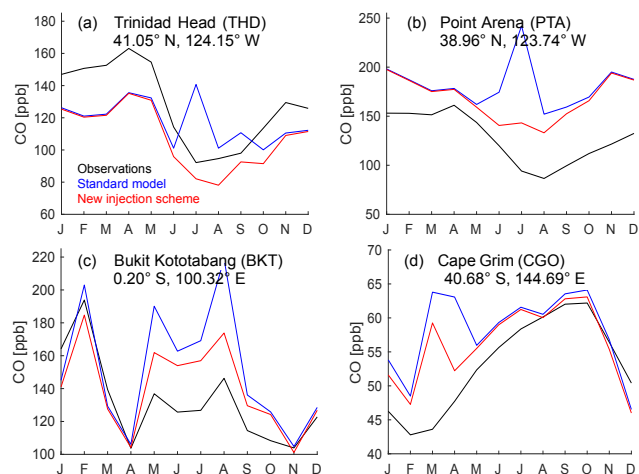 (a) Trinidad Head (THD)
41.05° N, 124.15° W
CO [ppb]
180
160
140
120
100
80
60
Observations
Standard model
New injection scheme
J F M A M J J A S O N D
(b) Point Arena (PTA)
38.96° N, 123.74° W
CO [ppb]
250
200
150
100
50
J F M A M J J A S O N D
(c) Bukit Kototabang (BKT)
0.20° S, 100.32° E
CO [ppb]
220
200
180
160
140
120
100
J F M A M J J A S O N D
(d) Cape Grim (CGO)
40.68° S, 144.69° E
CO [ppb]
70
65
60
55
50
45
40
J F M A M J J A S O N D